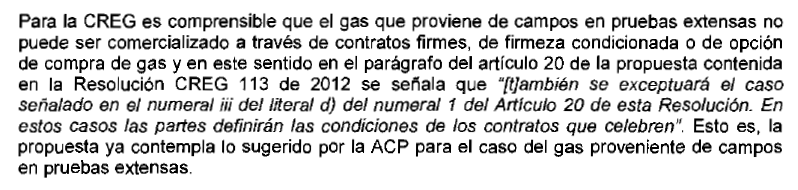 Para la CREG es comprensible que el gas que proviene de campos en pruebas extensas no
puede ser comercializado a través de contratos firmes, de firmeza condicionada o de opción
de compra de gas y en este sentido en el parágrafo del artículo 20 de la propuesta contenida
en la Resolución CREG 113 de 2012 se señala que "[t]ambién se exceptuará el caso
señalado en el numeral iii del literal d) del numeral 1 del Artículo 20 de esta Resolución. En
estos casos las partes definirán las condiciones de los contratos que celebren". Esto es, la
propuesta ya contempla lo sugerido por la ACP para el caso del gas proveniente de campos
en pruebas extensas.